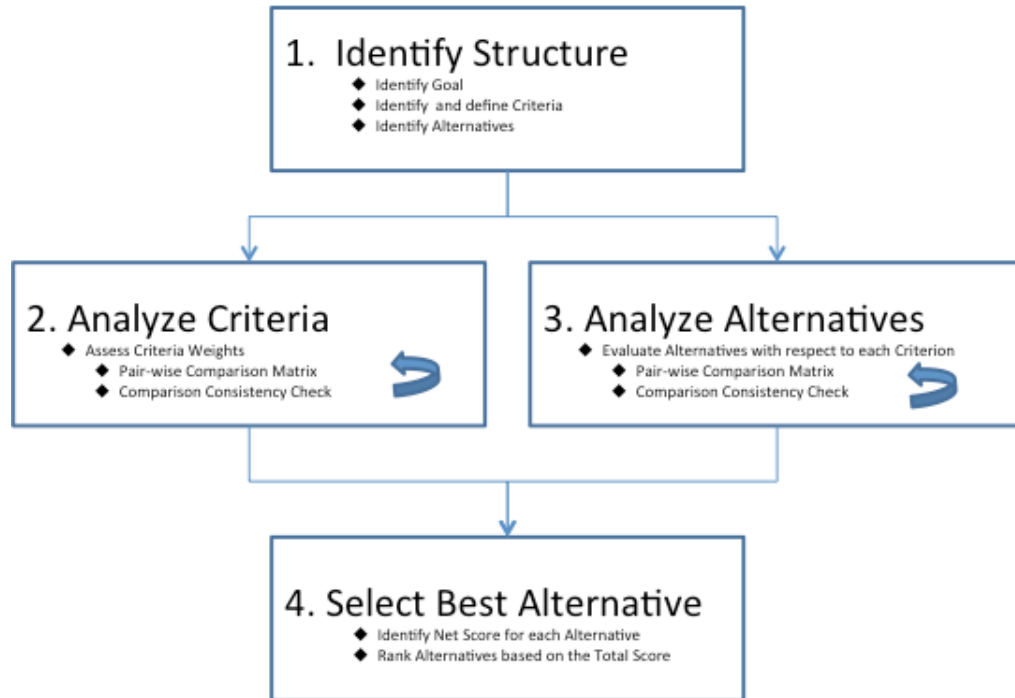 1. Identify Structure
◆ Identify Goal
◆ Identify and define Criteria
◆ Identify Alternatives
2. Analyze Criteria
◆ Assess Criteria Weights
◆ Pair-wise Comparison Matrix
◆ Comparison Consistency Check
3. Analyze Alternatives
◆ Evaluate Alternatives with respect to each Criterion
◆ Pair-wise Comparison Matrix
◆ Comparison Consistency Check
4. Select Best Alternative
◆ Identify Net Score for each Alternative
◆ Rank Alternatives based on the Total Score